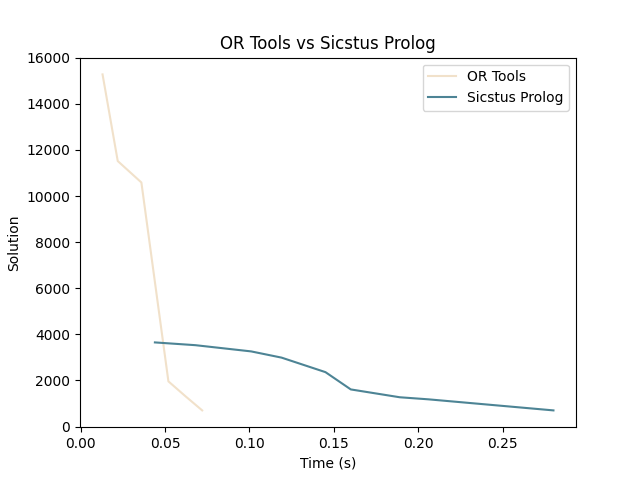 OR Tools vs Sicstus Prolog
OR Tools
Sicstus Prolog
Solution
16000
14000
12000
10000
8000
6000
4000
2000
0
0.00 0.05 0.10 0.15 0.20 0.25
Time (s)